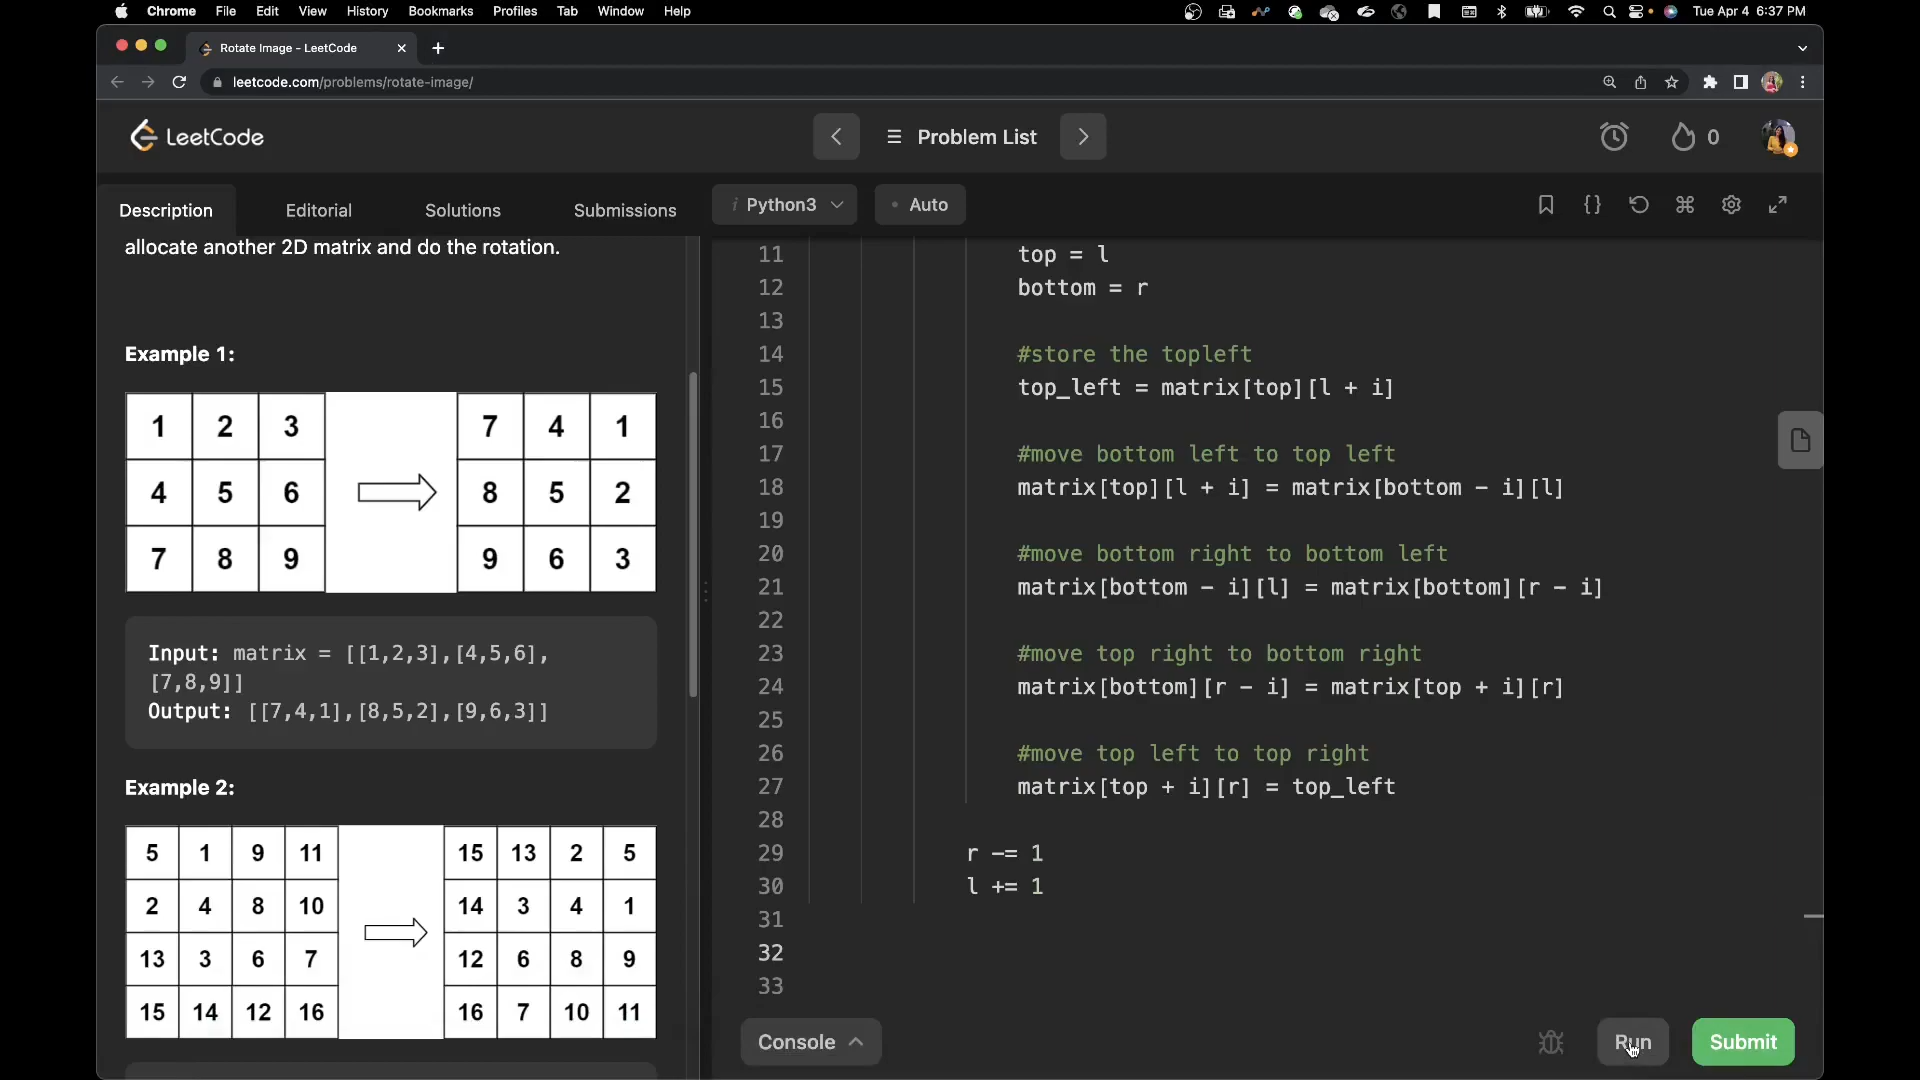 Chrome File Edit View History Bookmarks Profiles Tab Window Help Tue Apr 4 6:37 PM
Rotate Image - LeetCode
leetcode.com/problems/rotate-image/
LeetCode
Problem List
0
Description Editorial Solutions Submissions
i Python3
Auto
allocate another 2D matrix and do the rotation.
Example 1:
1 2 3 7 4 1
4 5 6 8 5 2
7 8 9 9 6 3
Input: matrix = [[1,2,3],[4,5,6],
[7,8,9]]
Output: [[7,4,1],[8,5,2],[9,6,3]]
Example 2:
5 1 9 11 15 13 2 5
2 4 8 10 14 3 4 1
13 3 6 7 12 6 8 9
15 14 12 16 16 7 10 11
11 top = l
12 bottom = r
13
14 #store the topleft
15 top_left = matrix[top][l + i]
16
17 #move bottom left to top left
18 matrix[top][l + i] = matrix[bottom - i][l]
19
20 #move bottom right to bottom left
21 matrix[bottom - i][l] = matrix[bottom][r - i]
22
23 #move top right to bottom right
24 matrix[bottom][r - i] = matrix[top + i][r]
25
26 #move top left to top right
27 matrix[top + i][r] = top_left
28
29 r -= 1
30 l += 1
31
32
33
Console
Run
Submit